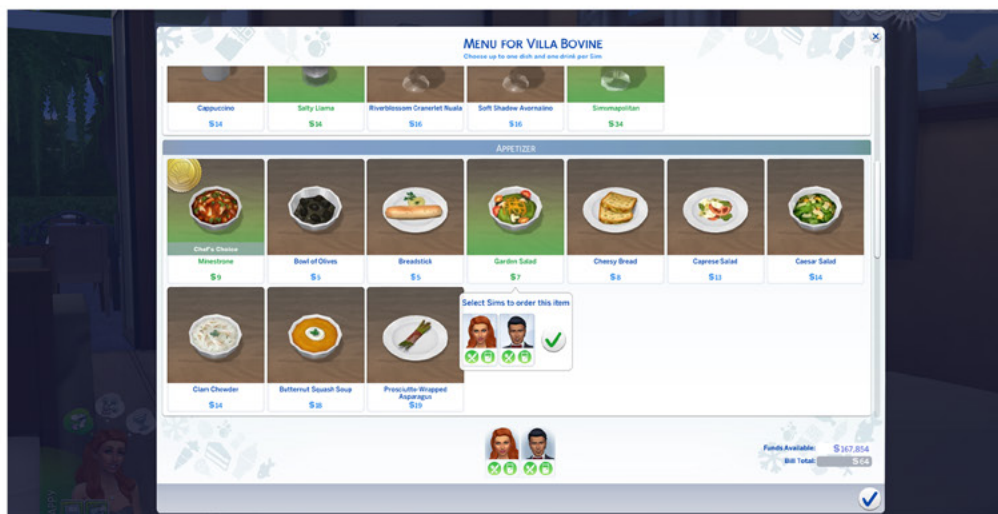 MENU FOR VILLA BOVINE
Choose up to one dish and one drink per Sim
Cappuccino
Salty Llama
Riverblossom Cranerlet Nuala
Soft Shadow Avornalino
Simsmapolitan
§14
§14
§16
§16
§34
APPETIZER
Chef's Choice
Minestrone
Bowl of Olives
Breadstick
Garden Salad
Cheesy Bread
Caprese Salad
Caesar Salad
§9
§5
§5
§7
§8
§13
§14
Select Sims to order this item
Clam Chowder
Butternut Squash Soup
Prosciutto-Wrapped
Asparagus
§14
§18
§19
Funds Available: §167,854
Bill Total: §64